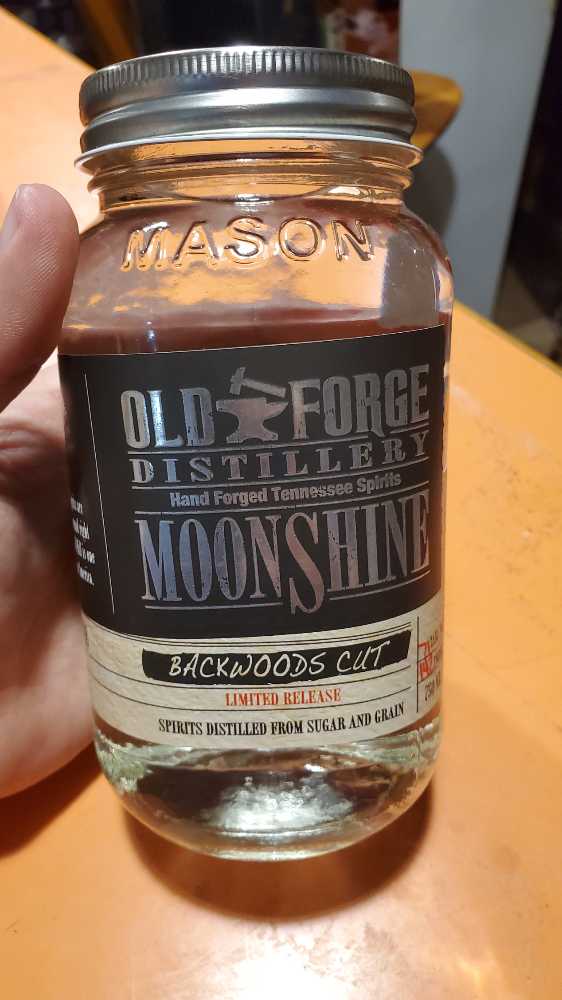 MASON
OLD FORGE
DISTILLERY
Hand Forged Tennessee Spirits
MOONSHINE
BACKWOODS CUT
LIMITED RELEASE
SPIRITS DISTILLED FROM SUGAR AND GRAIN